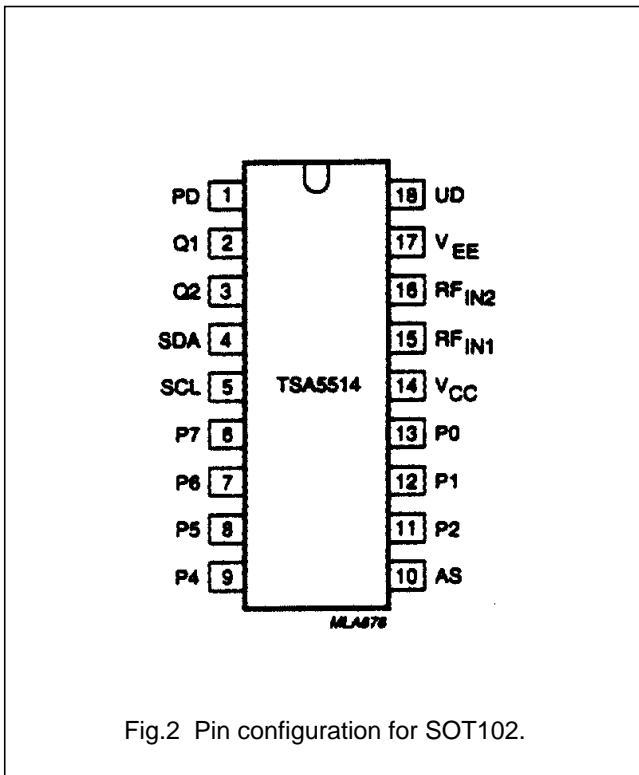 PD 1 18 UD
Q1 2 17 VEE
Q2 3 16 RFIN2
SDA 4 15 RFIN1
SCL 5 TSA5514 14 VCC
P7 6 13 P0
P6 7 12 P1
P5 8 11 P2
P4 9 10 AS
MLA676
Fig.2 Pin configuration for SOT102.